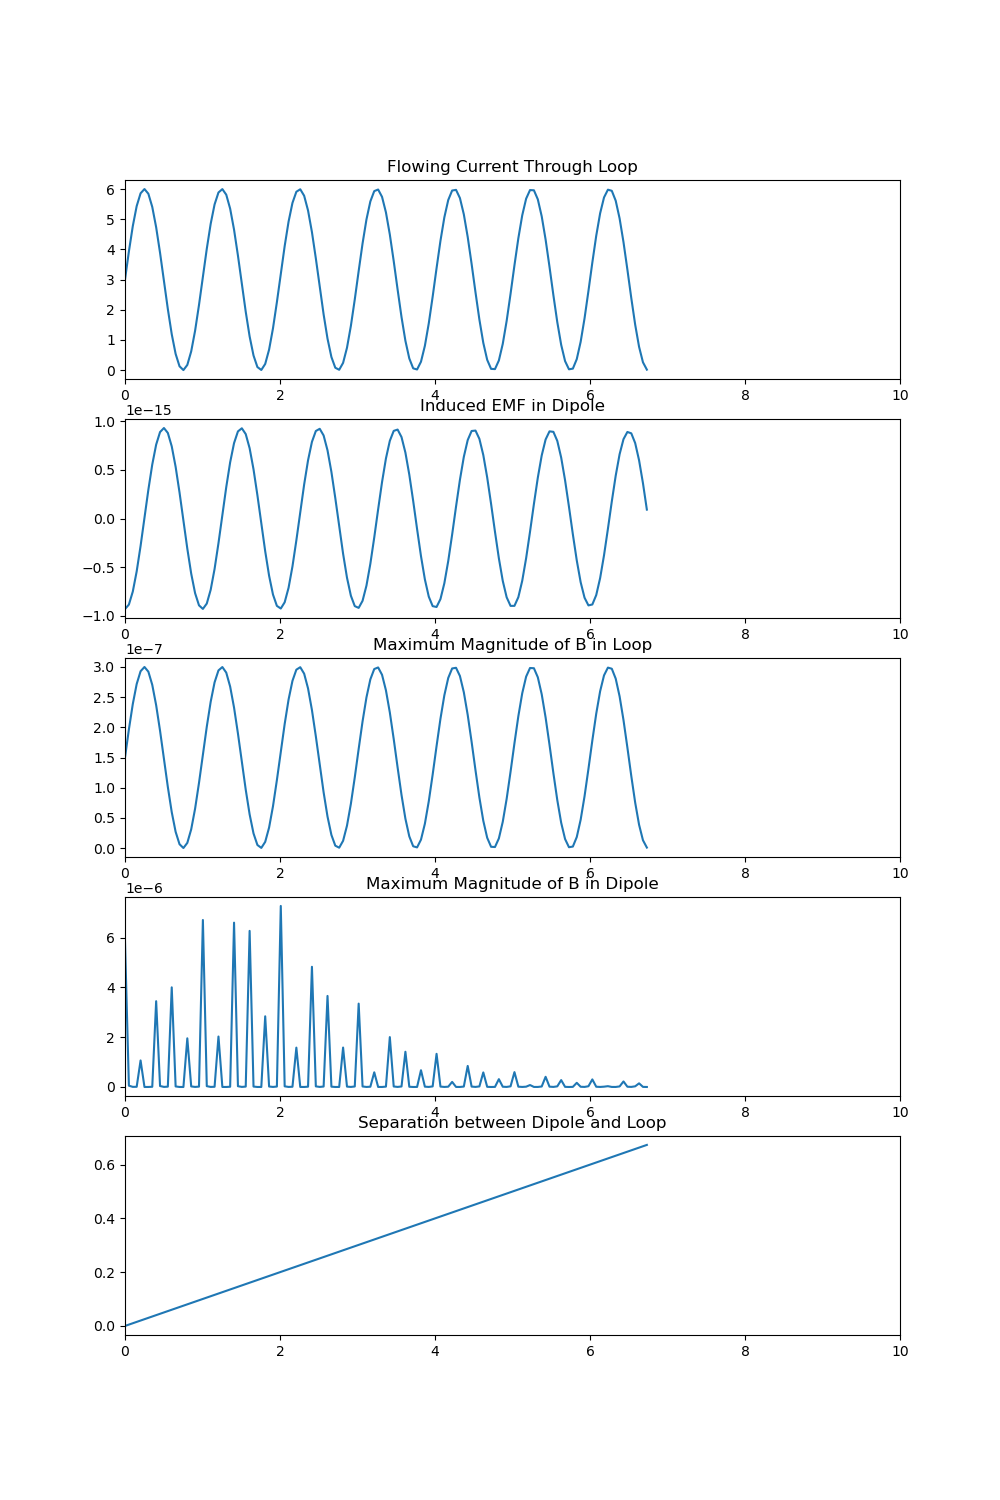 Flowing Current Through Loop
6
5
4
3
2
1
0
0 2 4 6 8 10
Induced EMF in Dipole
1e−15
1.0
0.5
0.0
−0.5
−1.0
0 2 4 6 8 10
Maximum Magnitude of B in Loop
1e−7
3.0
2.5
2.0
1.5
1.0
0.5
0.0
0 2 4 6 8 10
Maximum Magnitude of B in Dipole
1e−6
6
4
2
0
0 2 4 6 8 10
Separation between Dipole and Loop
0.6
0.4
0.2
0.0
0 2 4 6 8 10